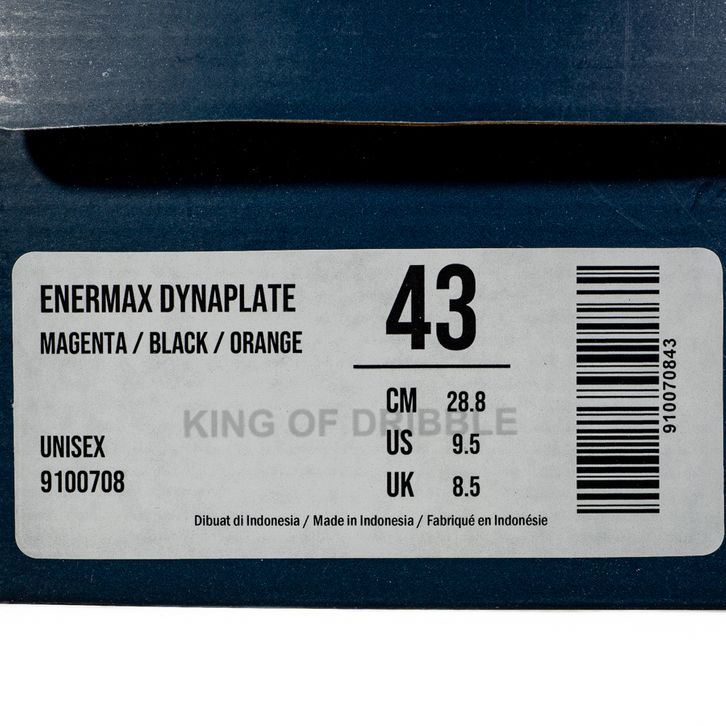 ENERMAX DYNAPLATE
MAGENTA / BLACK / ORANGE
43
CM 28.8
KING OF DRIBBLE
US 9.5
UNISEX
9100708
UK 8.5
Dibuat di Indonesia / Made in Indonesia / Fabriqué en Indonésie
910070843